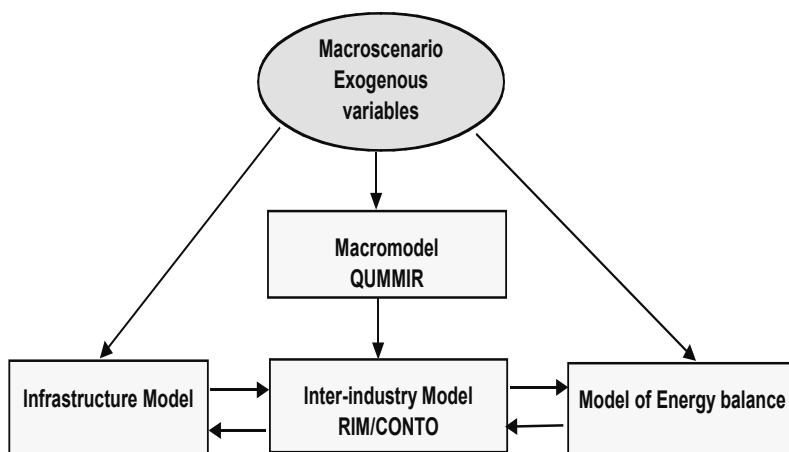 Macroscenario
Exogenous
variables
Macromodel
QUMMIR
Infrastructure Model
Inter-industry Model
RIM/CONTO
Model of Energy balance